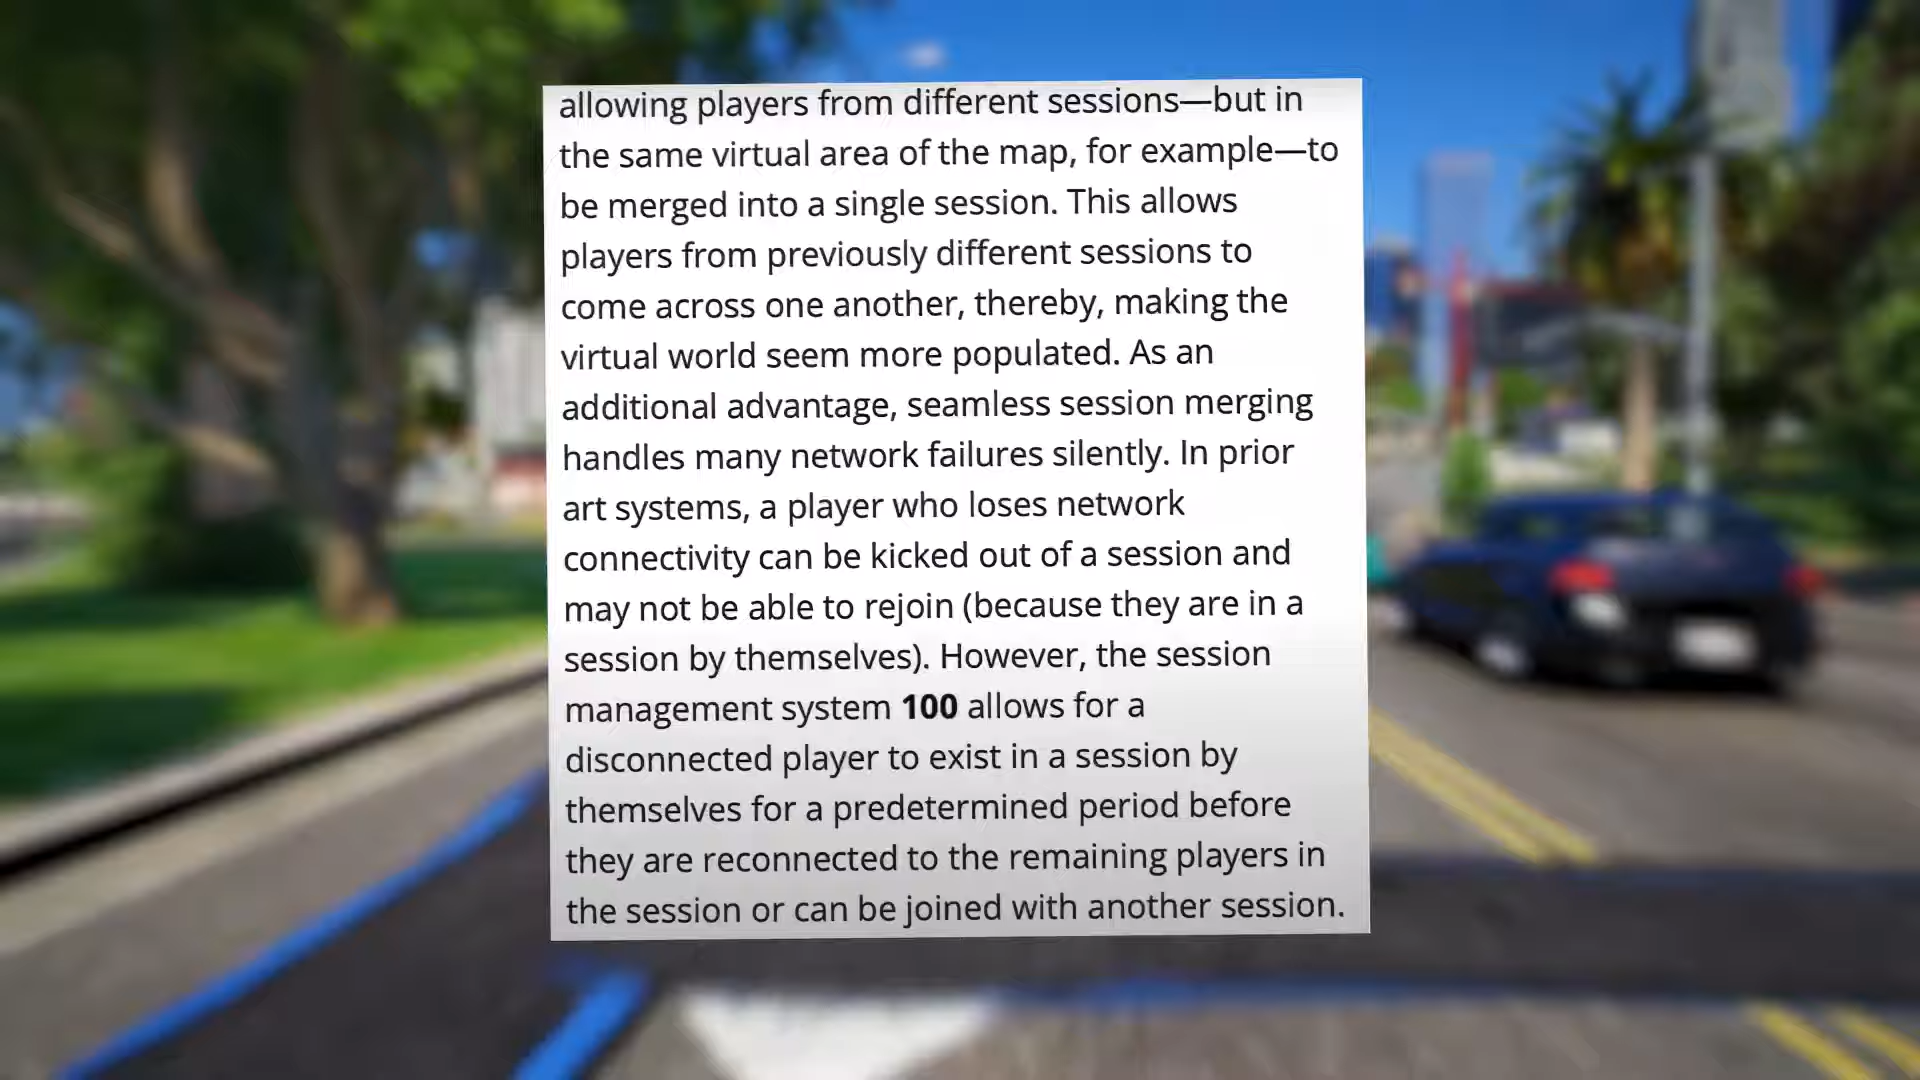 allowing players from different sessions—but in
the same virtual area of the map, for example—to
be merged into a single session. This allows
players from previously different sessions to
come across one another, thereby, making the
virtual world seem more populated. As an
additional advantage, seamless session merging
handles many network failures silently. In prior
art systems, a player who loses network
connectivity can be kicked out of a session and
may not be able to rejoin (because they are in a
session by themselves). However, the session
management system 100 allows for a
disconnected player to exist in a session by
themselves for a predetermined period before
they are reconnected to the remaining players in
the session or can be joined with another session.